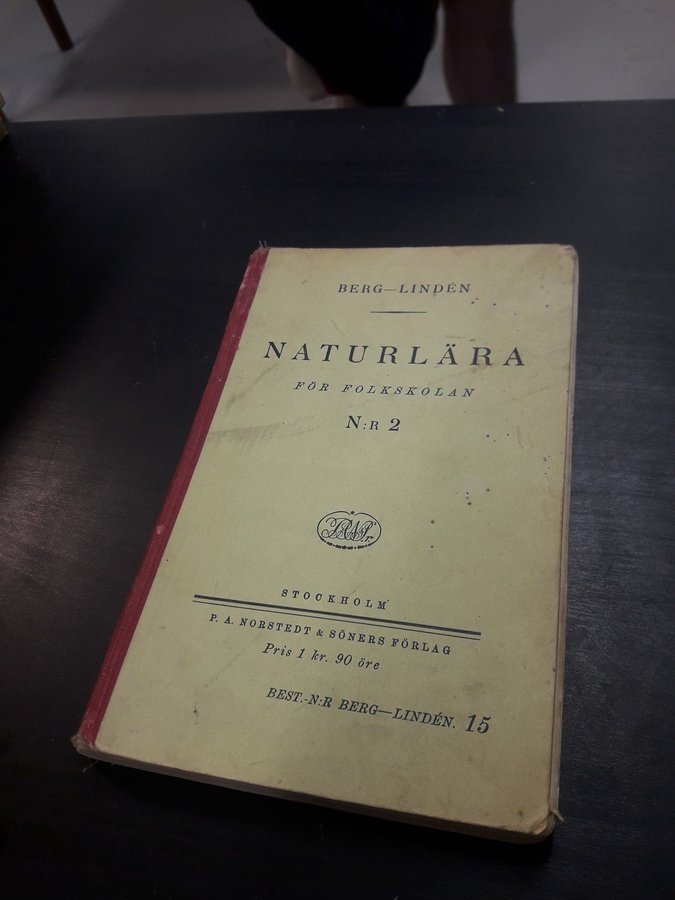 BERG—LINDÉN
NATURLÄRA
FÖR FOLKSKOLAN
N:R 2
STOCKHOLM
P. A. NORSTEDT & SÖNERS FÖRLAG
Pris 1 kr. 90 öre
BEST.-N:R BERG—LINDÉN. 15